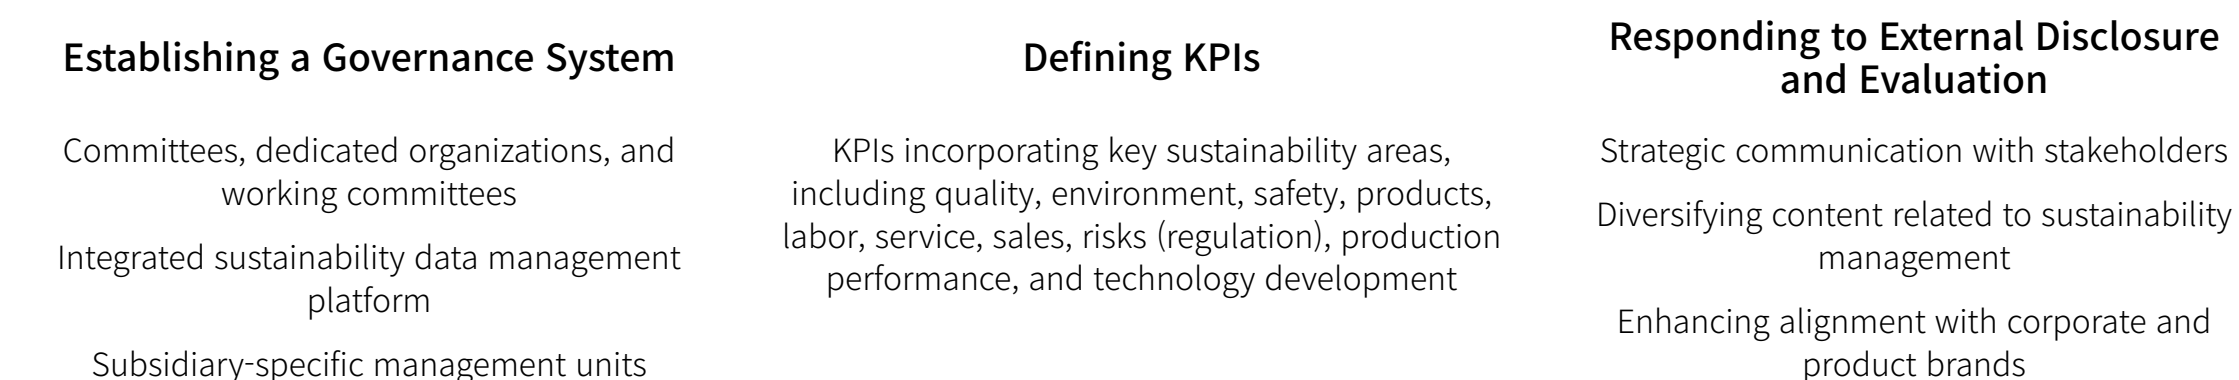 Establishing a Governance System
Committees, dedicated organizations, and
working committees
Integrated sustainability data management
platform
Subsidiary-specific management units
Defining KPIs
KPIs incorporating key sustainability areas,
including quality, environment, safety, products,
labor, service, sales, risks (regulation), production
performance, and technology development
Responding to External Disclosure
and Evaluation
Strategic communication with stakeholders
Diversifying content related to sustainability
management
Enhancing alignment with corporate and
product brands